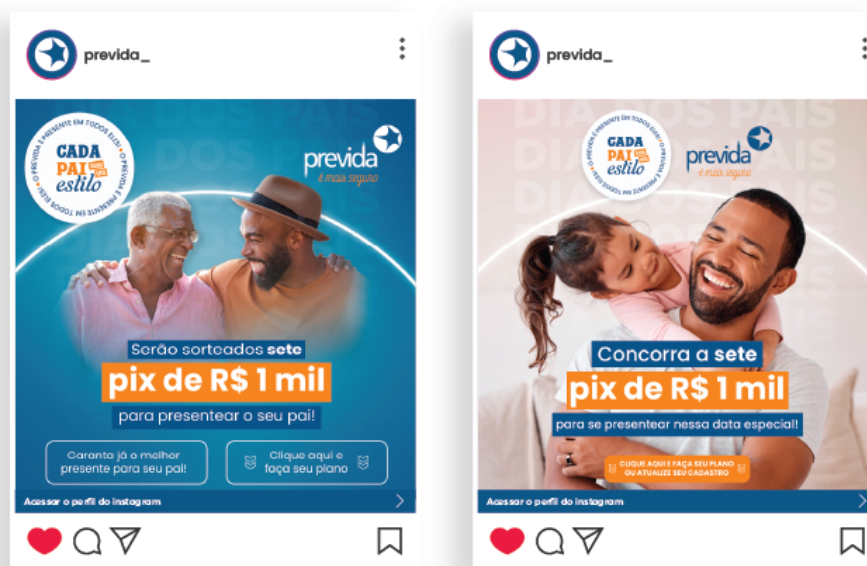 previda_
O PREVIDA É PRESENTE EM TODOS ELES!
CADA
PAI
estilo
previda
é mais seguro
Serão sorteados sete
pix de R$ 1 mil
para presentear o seu pai!
Garanta já o melhor
presente para seu pai!
Clique aqui e
faça seu plano
Acessar o perfil do instagram
previda_
DIA DOS PAIS
O PREVIDA É PRESENTE EM TODOS ELES!
CADA
PAI
estilo
previda
é mais seguro
Concorra a sete
pix de R$ 1 mil
para se presentear nessa data especial!
CLIQUE AQUI E FAÇA SEU PLANO
OU ATUALIZE SEU CADASTRO
Acessar o perfil do instagram